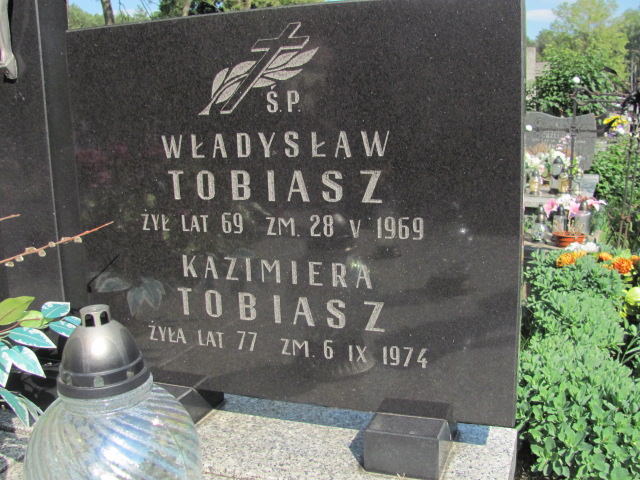 Ś.P.
WŁADYSŁAW
TOBIASZ
ŻYŁ LAT 69 ZM. 28 V 1969
KAZIMIERA
TOBIASZ
ŻYŁA LAT 77 ZM. 6 IX 1974